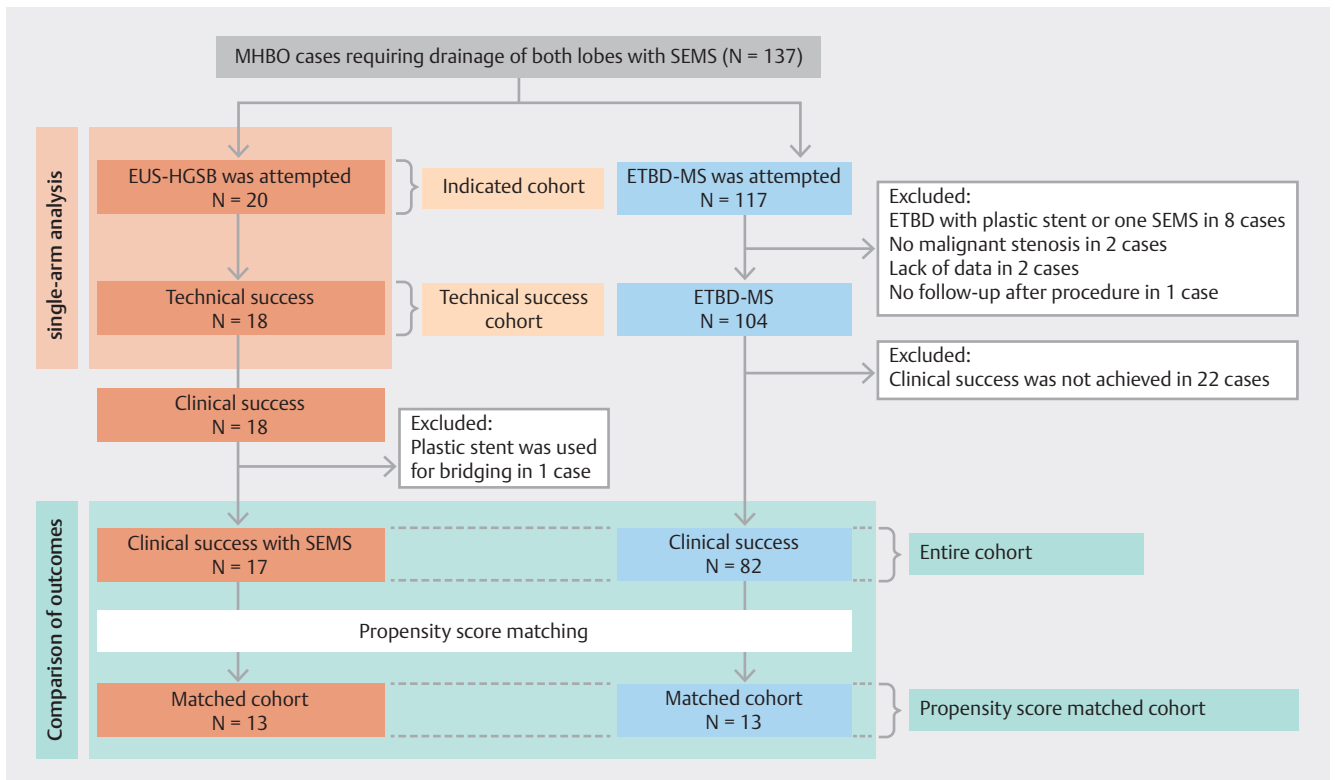 MHBO cases requiring drainage of both lobes with SEMS (N = 137)
single-arm analysis
EUS-HGSB was attempted
N = 20
Indicated cohort
ETBD-MS was attempted
N = 117
Excluded:
ETBD with plastic stent or one SEMS in 8 cases
No malignant stenosis in 2 cases
Lack of data in 2 cases
No follow-up after procedure in 1 case
Technical success
N = 18
Technical success
cohort
ETBD-MS
N = 104
Excluded:
Clinical success was not achieved in 22 cases
Clinical success
N = 18
Excluded:
Plastic stent was used
for bridging in 1 case
Comparison of outcomes
Clinical success with SEMS
N = 17
Clinical success
N = 82
Entire cohort
Propensity score matching
Matched cohort
N = 13
Matched cohort
N = 13
Propensity score matched cohort